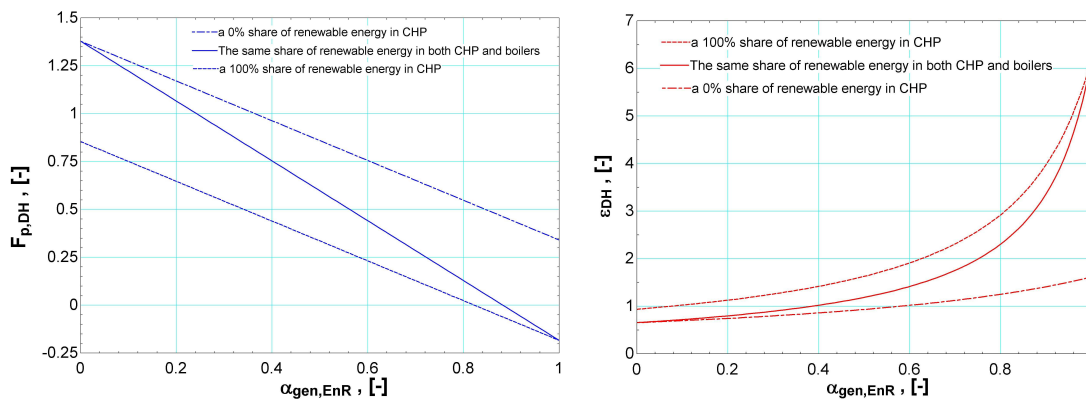 1.5
1.25
1
0.75
0.5
0.25
0
-0.25
F p,DH , [-]
a 0% share of renewable energy in CHP
The same share of renewable energy in both CHP and boilers
a 100% share of renewable energy in CHP
0 0.2 0.4 0.6 0.8 1
αgen,EnR , [-]
7
6
5
4
3
2
1
0
εDH , [-]
a 100% share of renewable energy in CHP
The same share of renewable energy in both CHP and boilers
a 0% share of renewable energy in CHP
0 0.2 0.4 0.6 0.8
αgen,EnR , [-]